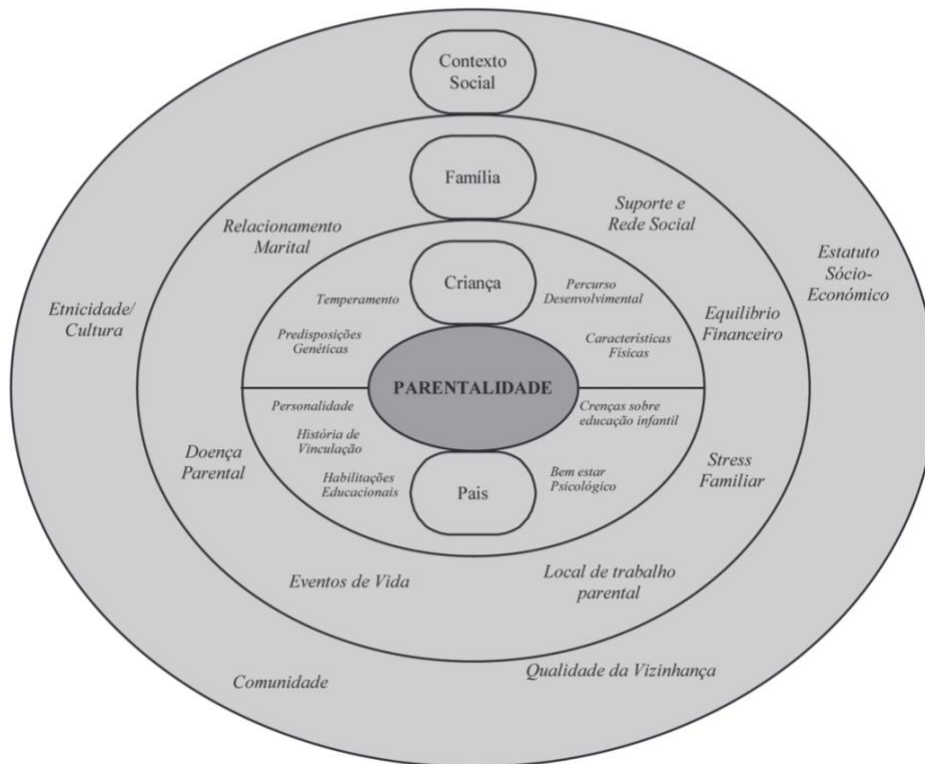 Contexto
Social
Família
Relacionamento
Marital
Suporte e
Rede Social
Estatuto
Sócio-
Económico
Etnicidade/
Cultura
Criança
Temperamento
Percurso
Desenvolvimental
Predisposições
Genéticas
Características
Físicas
Equilibrio
Financeiro
PARENTALIDADE
Personalidade
Crenças sobre
educação infantil
História de
Vinculação
Habilitações
Educacionais
Pais
Bem estar
Psicológico
Doença
Parental
Stress
Familiar
Eventos de Vida
Local de trabalho
parental
Comunidade
Qualidade da Vizinhança